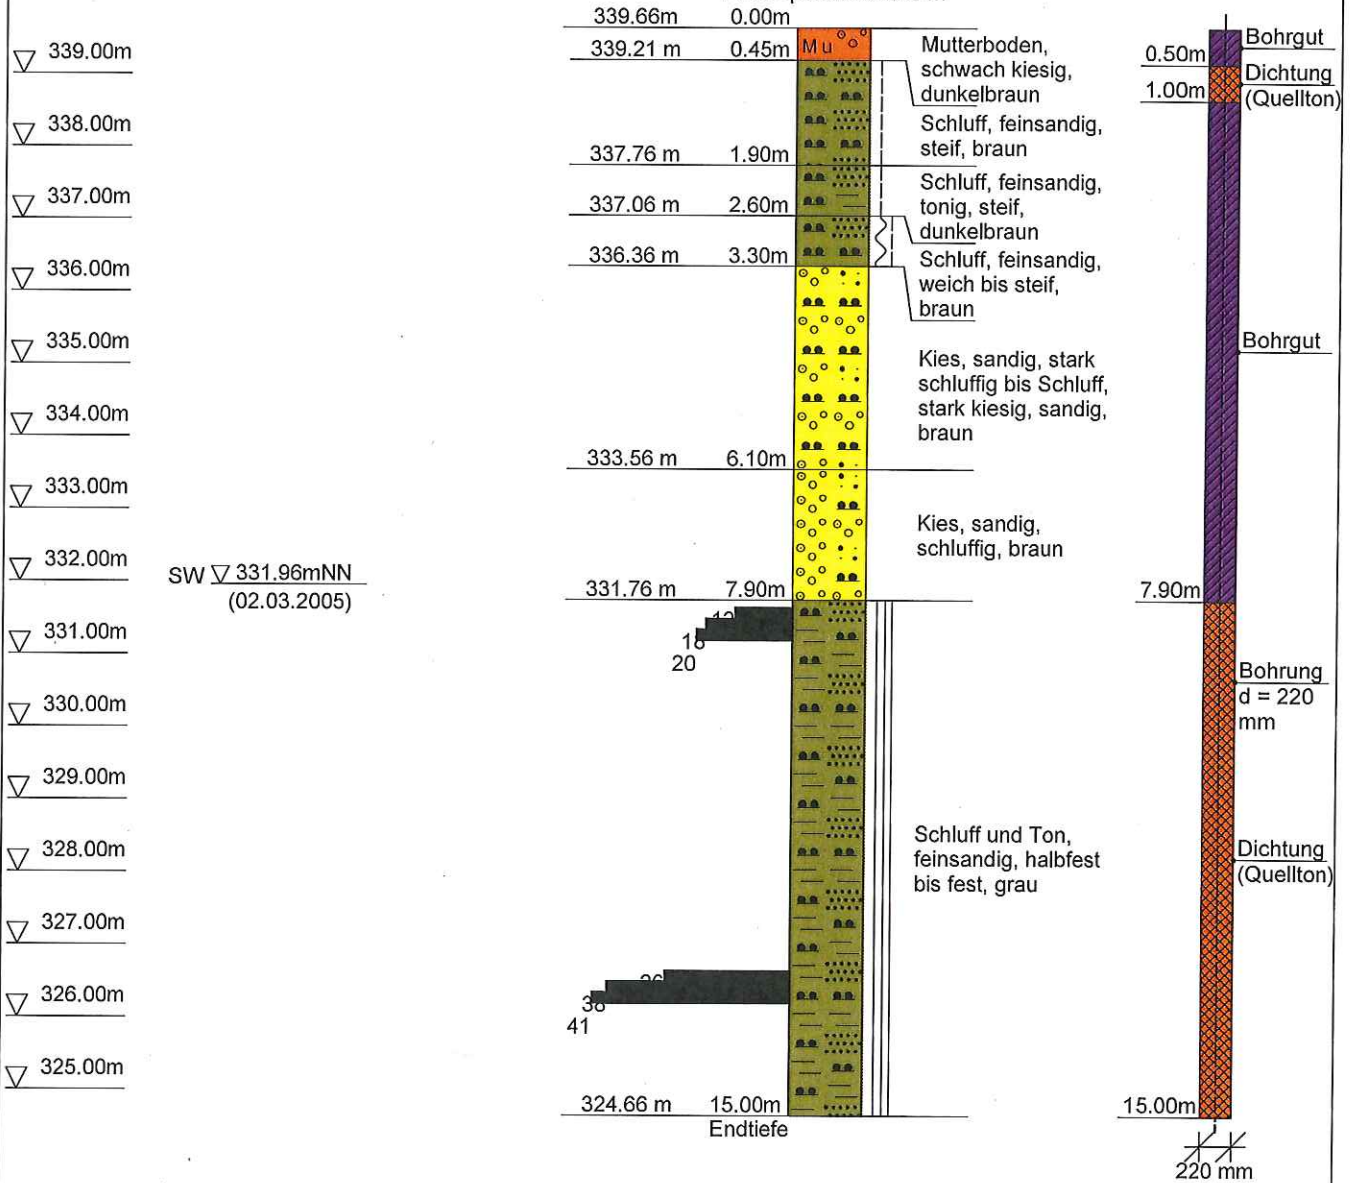 339.66m 0.00m
339.21 m 0.45m
Mu
Mutterboden,
schwach kiesig,
dunkelbraun
Schluff, feinsandig,
steif, braun
337.76 m 1.90m
Schluff, feinsandig,
tonig, steif,
dunkelbraun
337.06 m 2.60m
336.36 m 3.30m
Schluff, feinsandig,
weich bis steif,
braun
Kies, sandig, stark
schluffig bis Schluff,
stark kiesig, sandig,
braun
333.56 m 6.10m
Kies, sandig,
schluffig, braun
331.76 m 7.90m
18
20
Schluff und Ton,
feinsandig, halbfest
bis fest, grau
38
41
324.66 m 15.00m
Endtiefe
339.00m
338.00m
337.00m
336.00m
335.00m
334.00m
333.00m
332.00m
331.00m
330.00m
329.00m
328.00m
327.00m
326.00m
325.00m
SW 331.96mNN
(02.03.2005)
Bohrgut
0.50m
Dichtung
(Quellton)
1.00m
Bohrgut
7.90m
Bohrung
d = 220
mm
Dichtung
(Quellton)
15.00m
220 mm